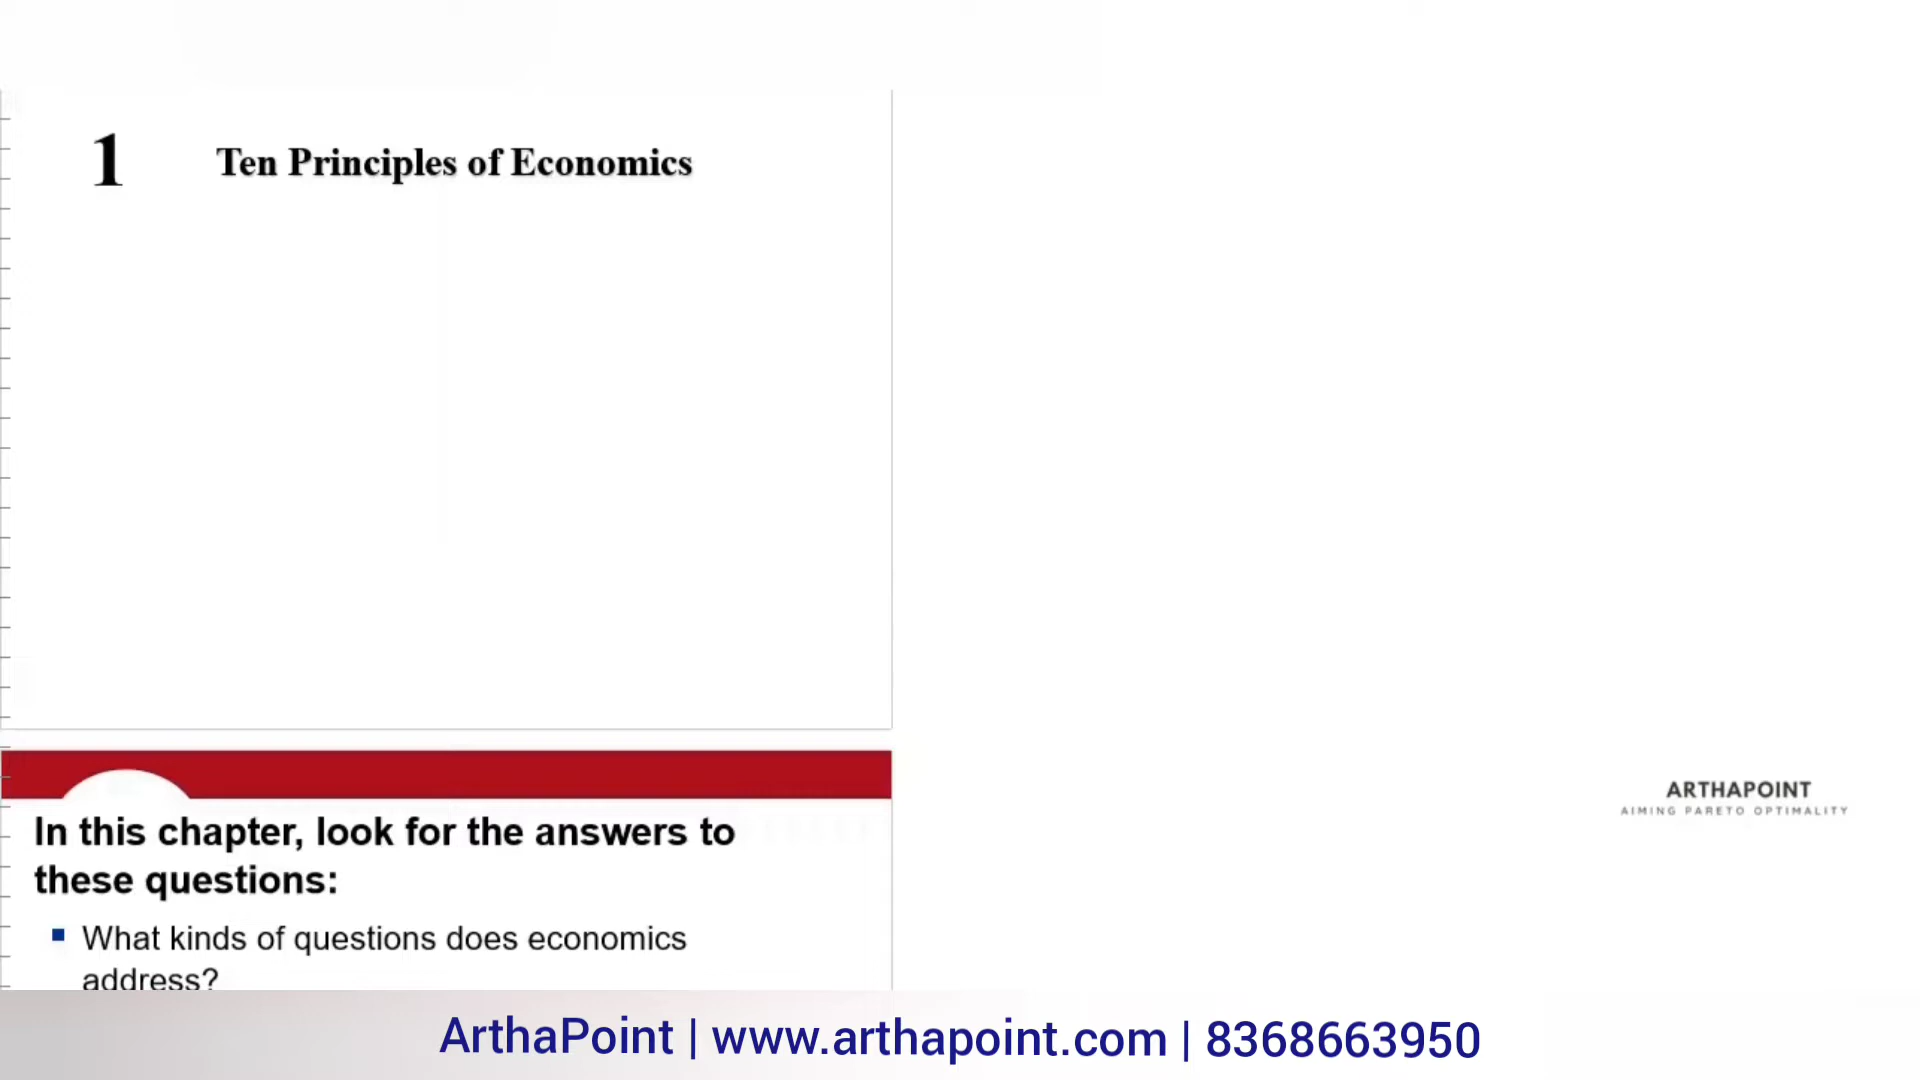 1 Ten Principles of Economics
In this chapter, look for the answers to
these questions:
■ What kinds of questions does economics
address?
ARTHAPOINT
AIMING PARETO OPTIMALITY
ArthaPoint | www.arthapoint.com | 8368663950